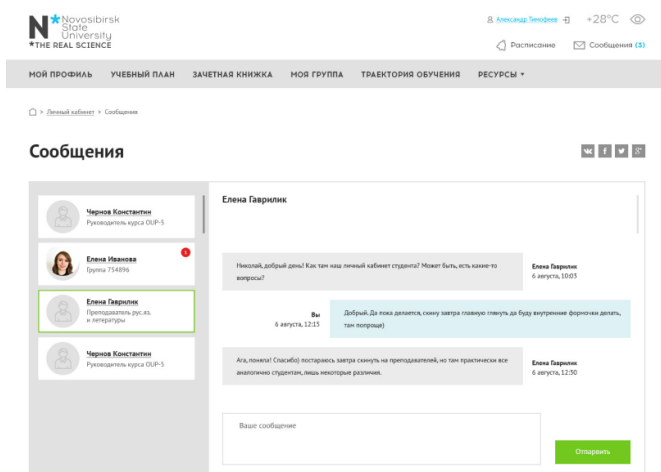 Novosibirsk
State
University
*THE REAL SCIENCE
Александр Тимофеев
+28°C
Расписание
Сообщения (3)
МОЙ ПРОФИЛЬ УЧЕБНЫЙ ПЛАН ЗАЧЕТНАЯ КНИЖКА МОЯ ГРУППА ТРАЕКТОРИЯ ОБУЧЕНИЯ РЕСУРСЫ
Личный кабинет > Сообщения
Сообщения
Чернов Константин
Руководитель курса OUP-5
Елена Иванова
Группа 754896
1
Елена Гаврилик
Преподаватель рус.яз.
и литературы
Чернов Константин
Руководитель курса OUP-5
Елена Гаврилик
Николай, добрый день! Как там наш личный кабинет студента? Может быть, есть какие-то
вопросы?
Елена Гаврилик
6 августа, 10:03
Вы
6 августа, 12:15
Добрый. Да пока делается, скину завтра главную глянуть да буду внутренние формочки делать,
там попроще)
Ага, поняла! Спасибо) постараюсь завтра скинуть на преподавателей, но там практически все
аналогично студентам, лишь некоторые различия.
Елена Гаврилик
6 августа, 12:30
Ваше сообщение
Отправить